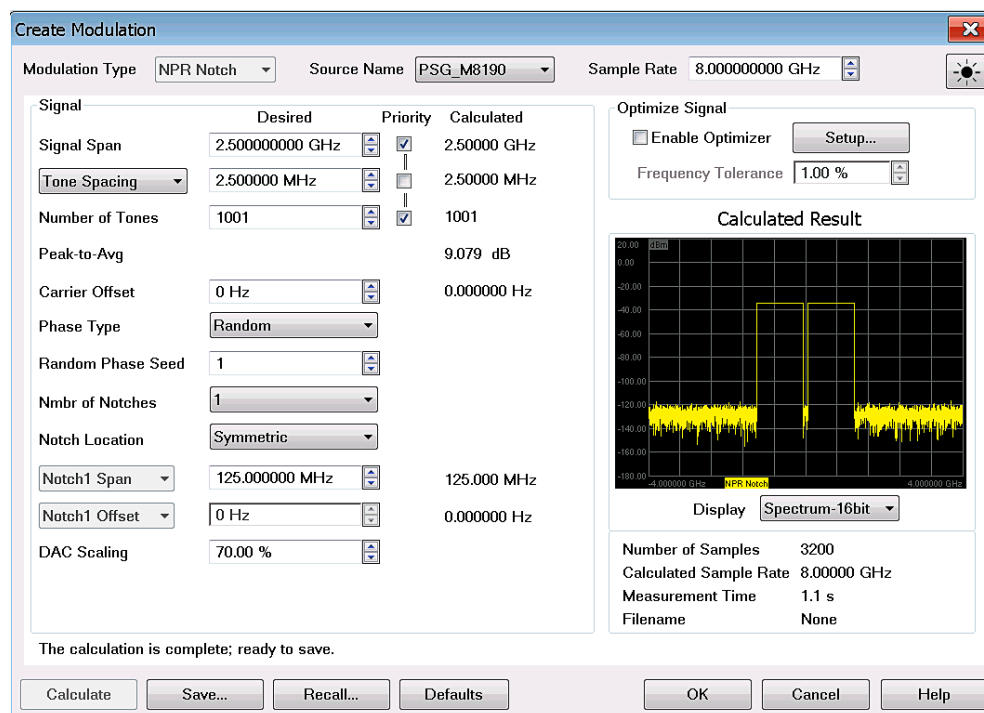 Create Modulation
Modulation Type NPR Notch Source Name PSG_M8190 Sample Rate 8.000000000 GHz
Signal
Desired Priority Calculated
Signal Span 2.500000000 GHz 2.50000 GHz
Tone Spacing 2.500000 MHz 2.50000 MHz
Number of Tones 1001 1001
Peak-to-Avg 9.079 dB
Carrier Offset 0 Hz 0.000000 Hz
Phase Type Random
Random Phase Seed 1
Nmbr of Notches 1
Notch Location Symmetric
Notch1 Span 125.000000 MHz 125.000 MHz
Notch1 Offset 0 Hz 0.000000 Hz
DAC Scaling 70.00 %
Optimize Signal
Enable Optimizer Setup...
Frequency Tolerance 1.00 %
Calculated Result
20.00 dBm
0.00
-20.00
-40.00
-60.00
-80.00
-100.00
-120.00
-140.00
-160.00
-180.00 -4.000000 GHz NPR Notch 4.000000 GHz
Display Spectrum-16bit
Number of Samples 3200
Calculated Sample Rate 8.00000 GHz
Measurement Time 1.1 s
Filename None
The calculation is complete; ready to save.
Calculate Save... Recall... Defaults OK Cancel Help